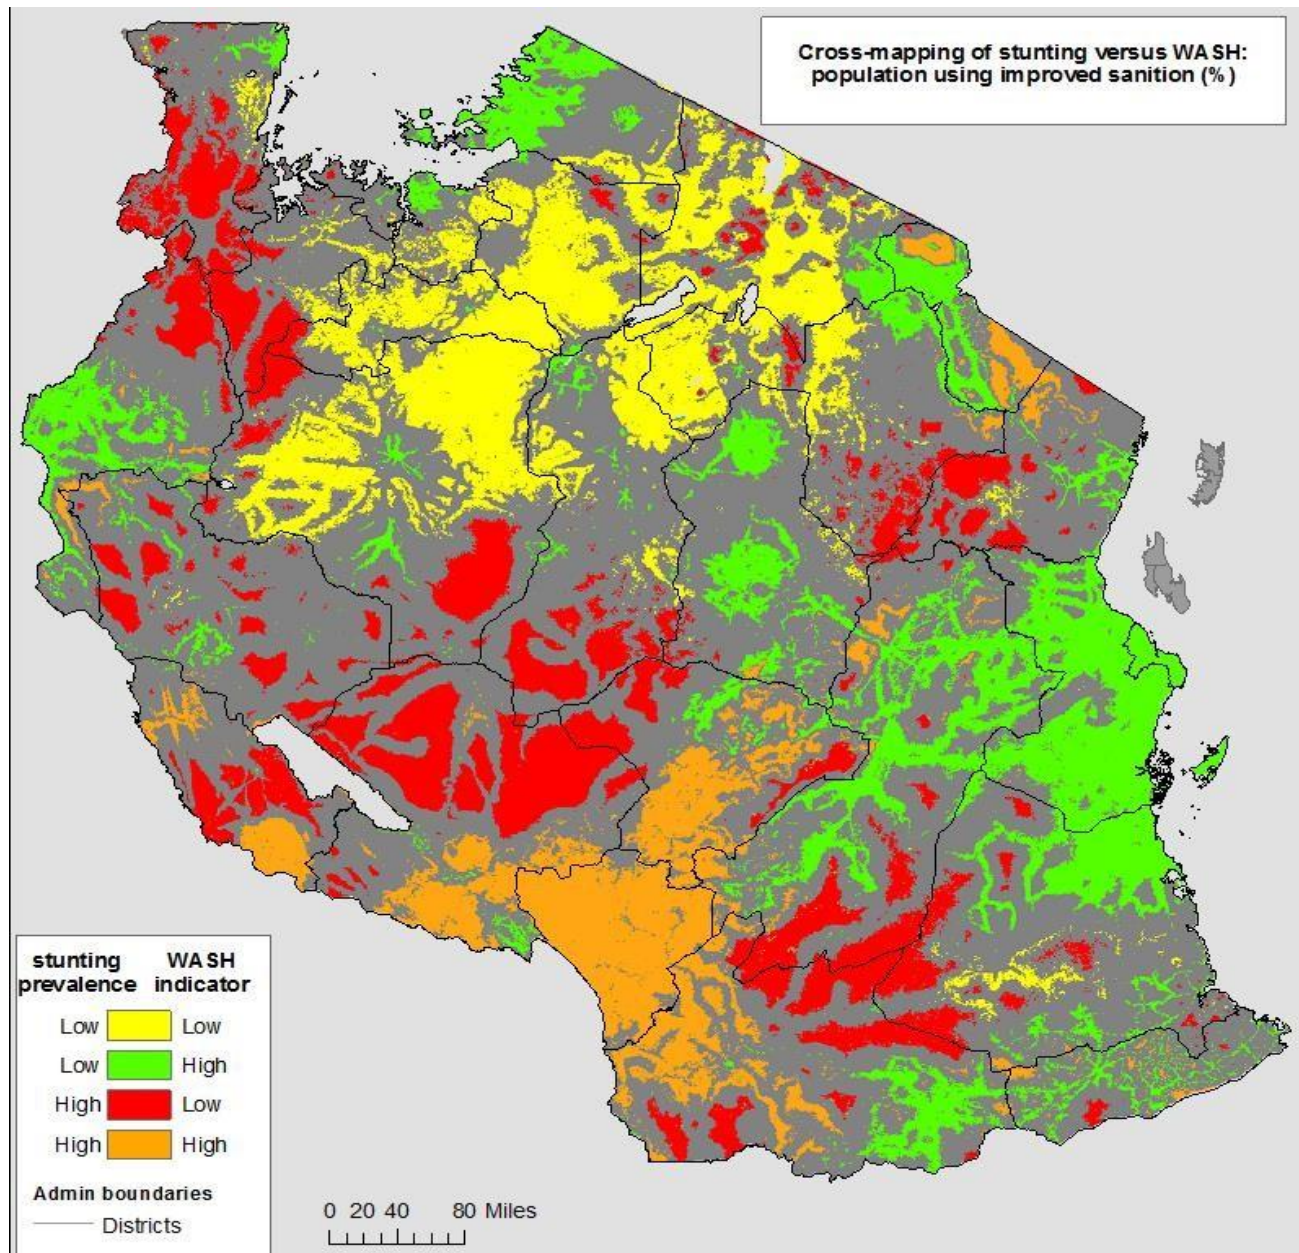 Cross-mapping of stunting versus WASH:
population using improved sanition (%)
stunting WASH
prevalence indicator
Low Low
Low High
High Low
High High
Admin boundaries
Districts
0 20 40 80 Miles